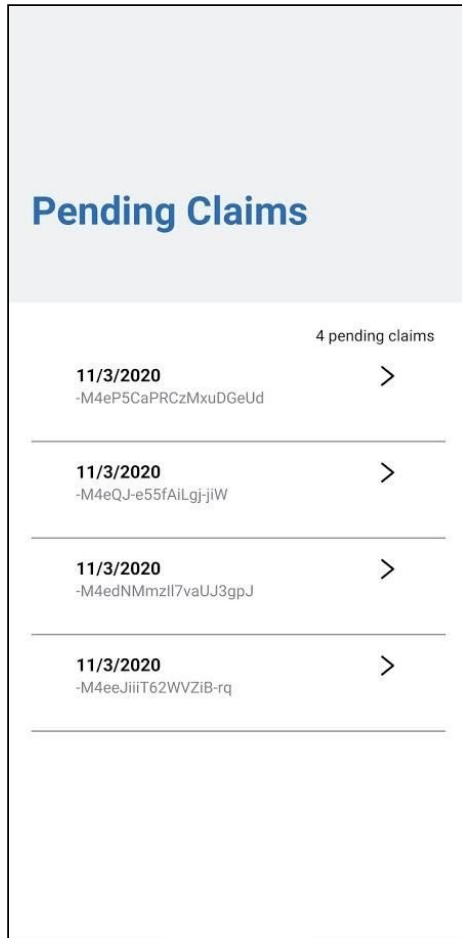 Pending Claims
4 pending claims
11/3/2020
-M4eP5CaPRCzMxuDGeUd
11/3/2020
-M4eQJ-e55fAiLgj-jiW
11/3/2020
-M4edNMmzIl7vaUJ3gpJ
11/3/2020
-M4eeJiiiT62WVZiB-rq